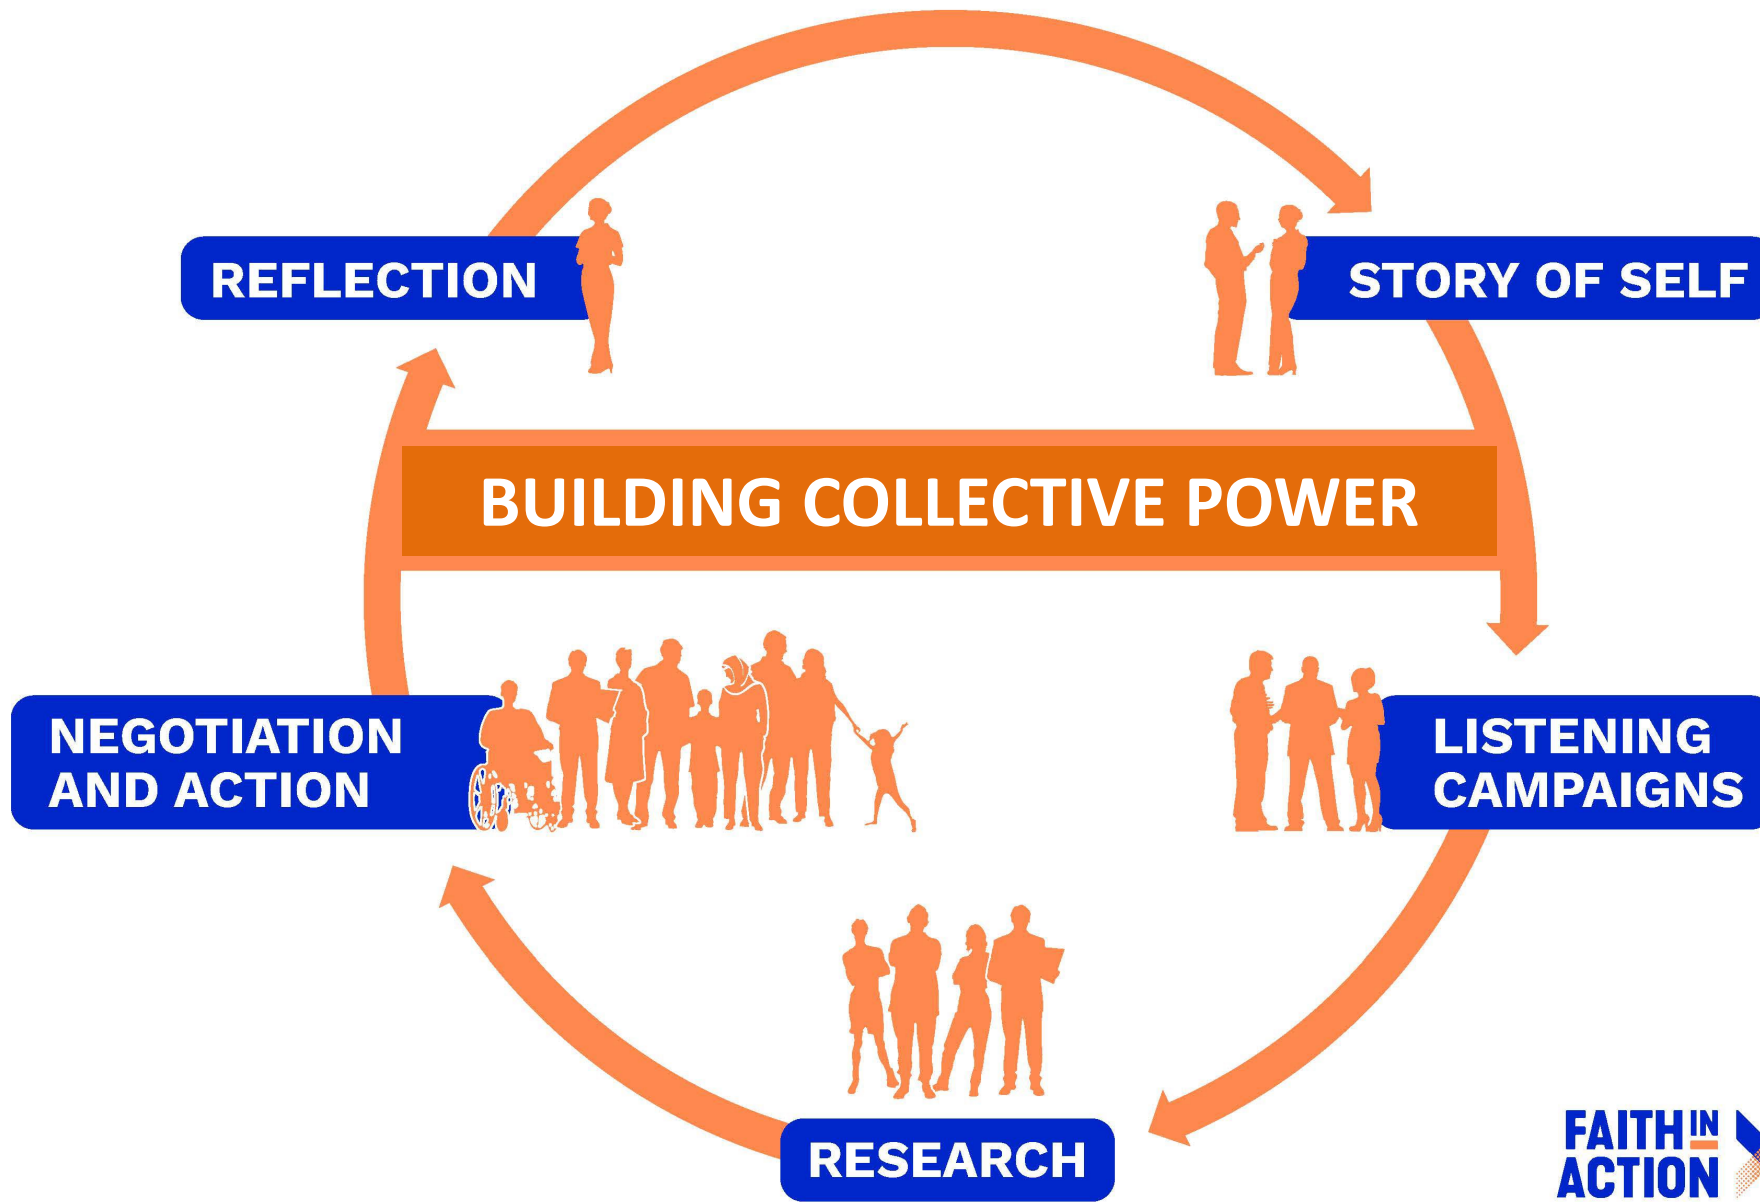 REFLECTION
STORY OF SELF
BUILDING COLLECTIVE POWER
NEGOTIATION
AND ACTION
LISTENING
CAMPAIGNS
RESEARCH
FAITH IN
ACTION